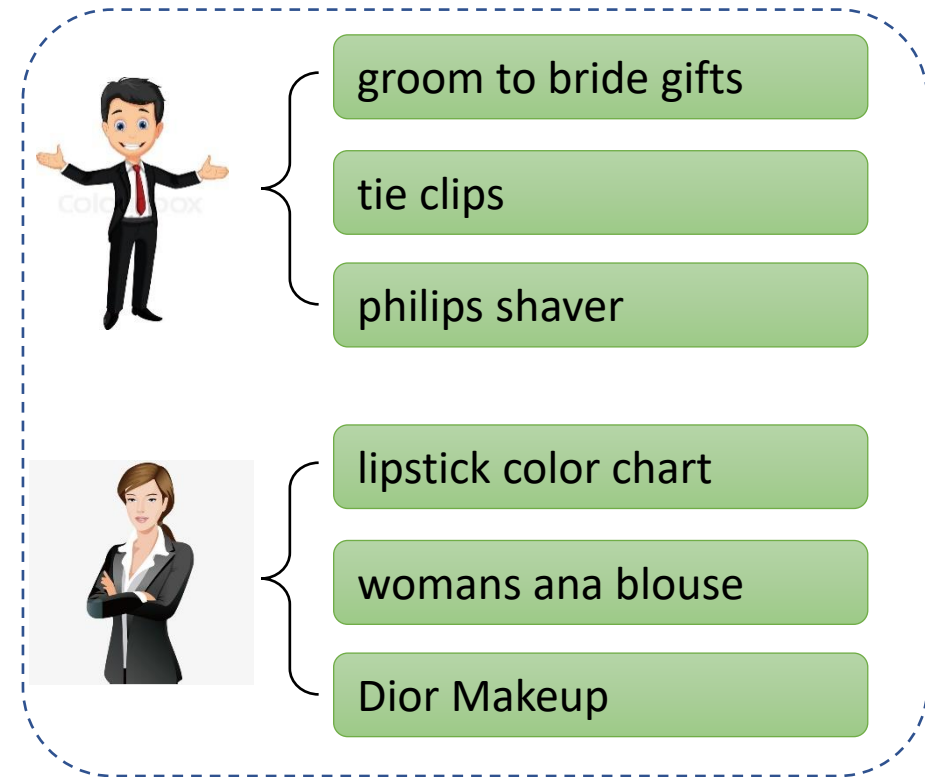 groom to bride gifts
tie clips
philips shaver
lipstick color chart
womans ana blouse
Dior Makeup